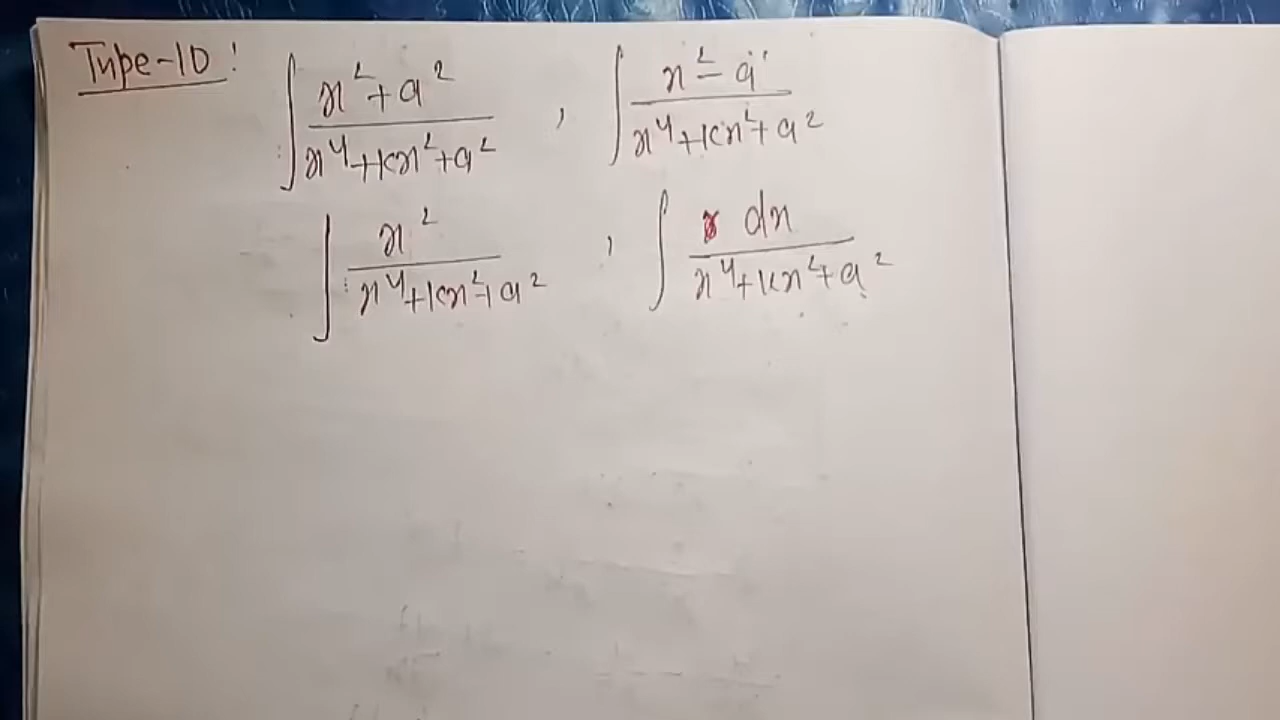 Type-10: ∫ (x² + a²)/(x⁴ + kx² + a²) , ∫ (x² - a')/(x⁴ + kx² + a²)
∫ x²/(x⁴ + kx² + a²) , ∫ dx/(x⁴ + kx² + a²)